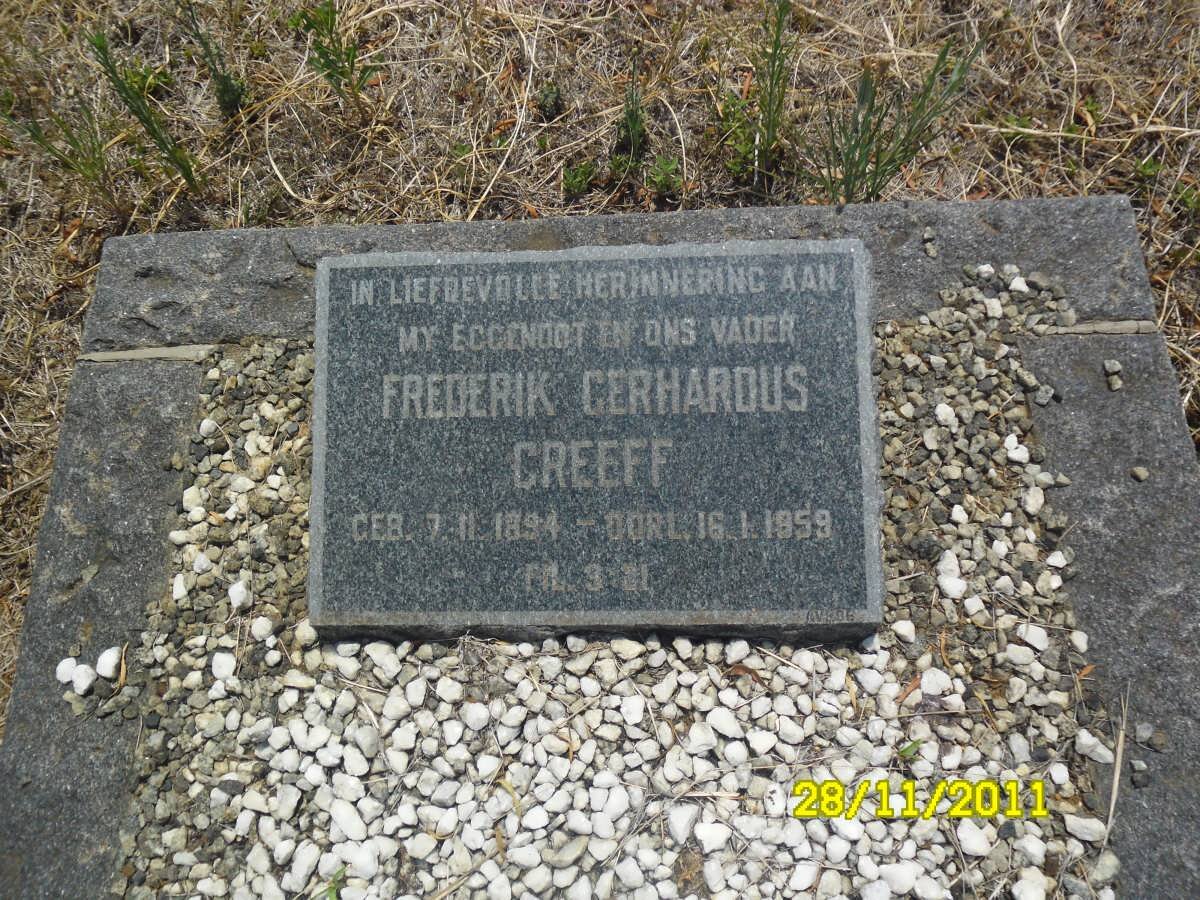 IN LIEFDEVOLLE HERINNERING AAN
MY EGGENOOT EN ONS VADER
FREDERIK GERHARDUS
GREEFF
GEB. 7.11.1894 - OORL. 16.1.1959
FIL. 3:21
28/11/2011